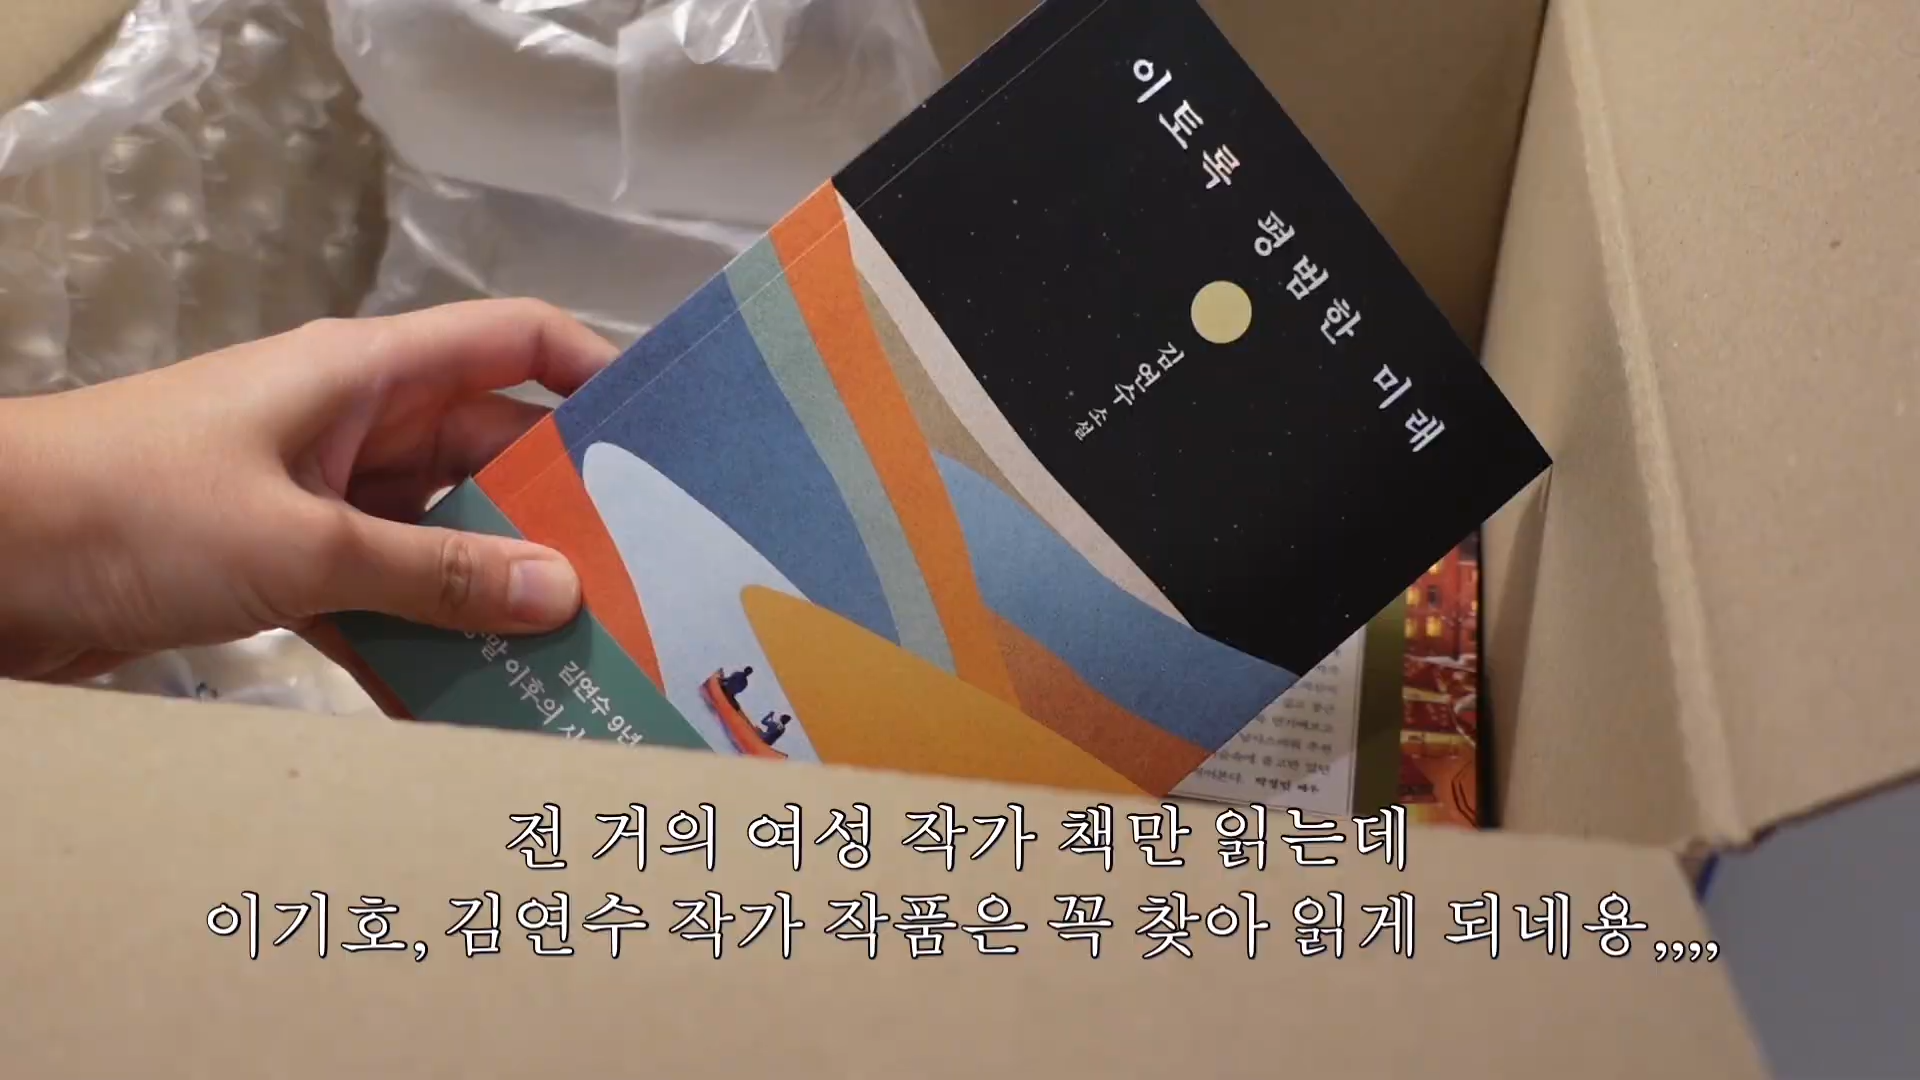 이토록 평범한 미래
김연수 소설
김연수 9년
말 이후의
전 거의 여성 작가 책만 읽는데
이기호, 김연수 작가 작품은 꼭 찾아 읽게 되네용,,,,